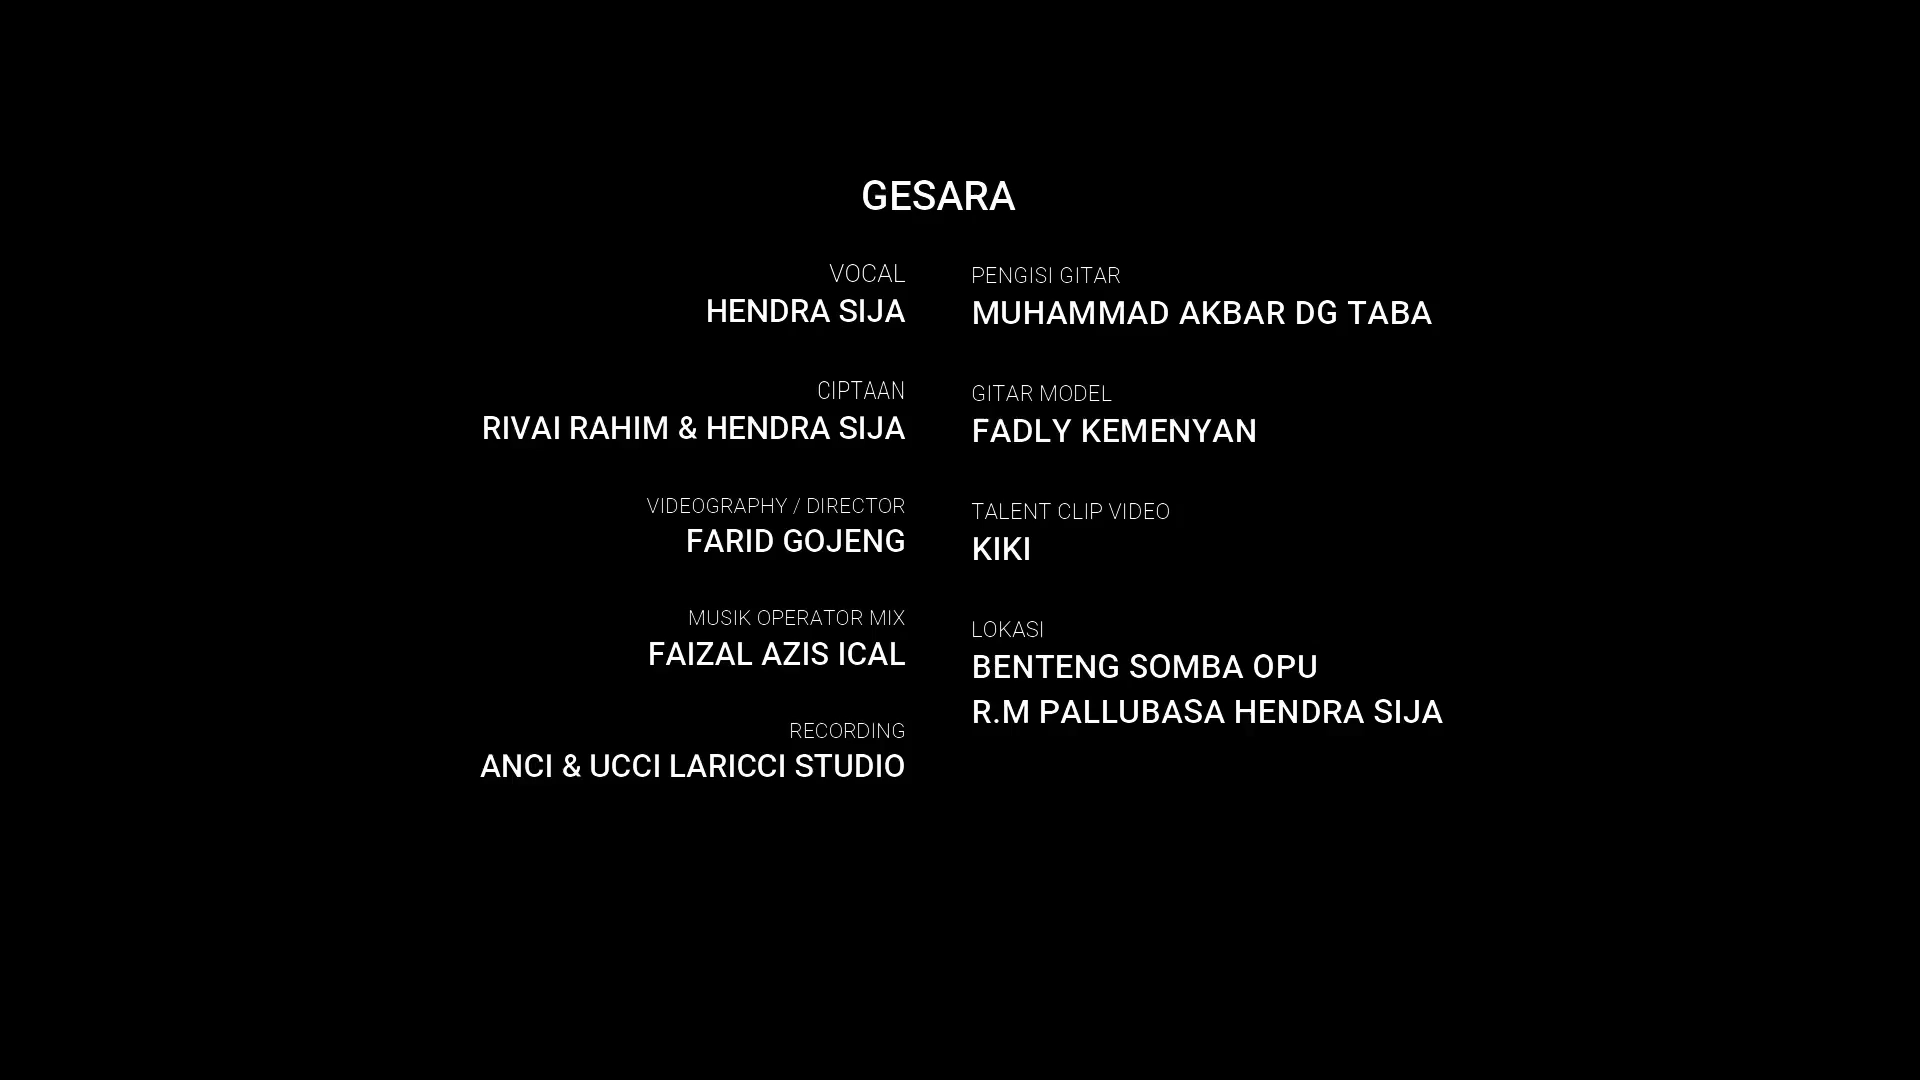 GESARA
VOCAL
HENDRA SIJA
CIPTAAN
RIVAI RAHIM & HENDRA SIJA
VIDEOGRAPHY / DIRECTOR
FARID GOJENG
MUSIK OPERATOR MIX
FAIZAL AZIS ICAL
RECORDING
ANCI & UCCI LARICCI STUDIO
PENGISI GITAR
MUHAMMAD AKBAR DG TABA
GITAR MODEL
FADLY KEMENYAN
TALENT CLIP VIDEO
KIKI
LOKASI
BENTENG SOMBA OPU
R.M PALLUBASA HENDRA SIJA